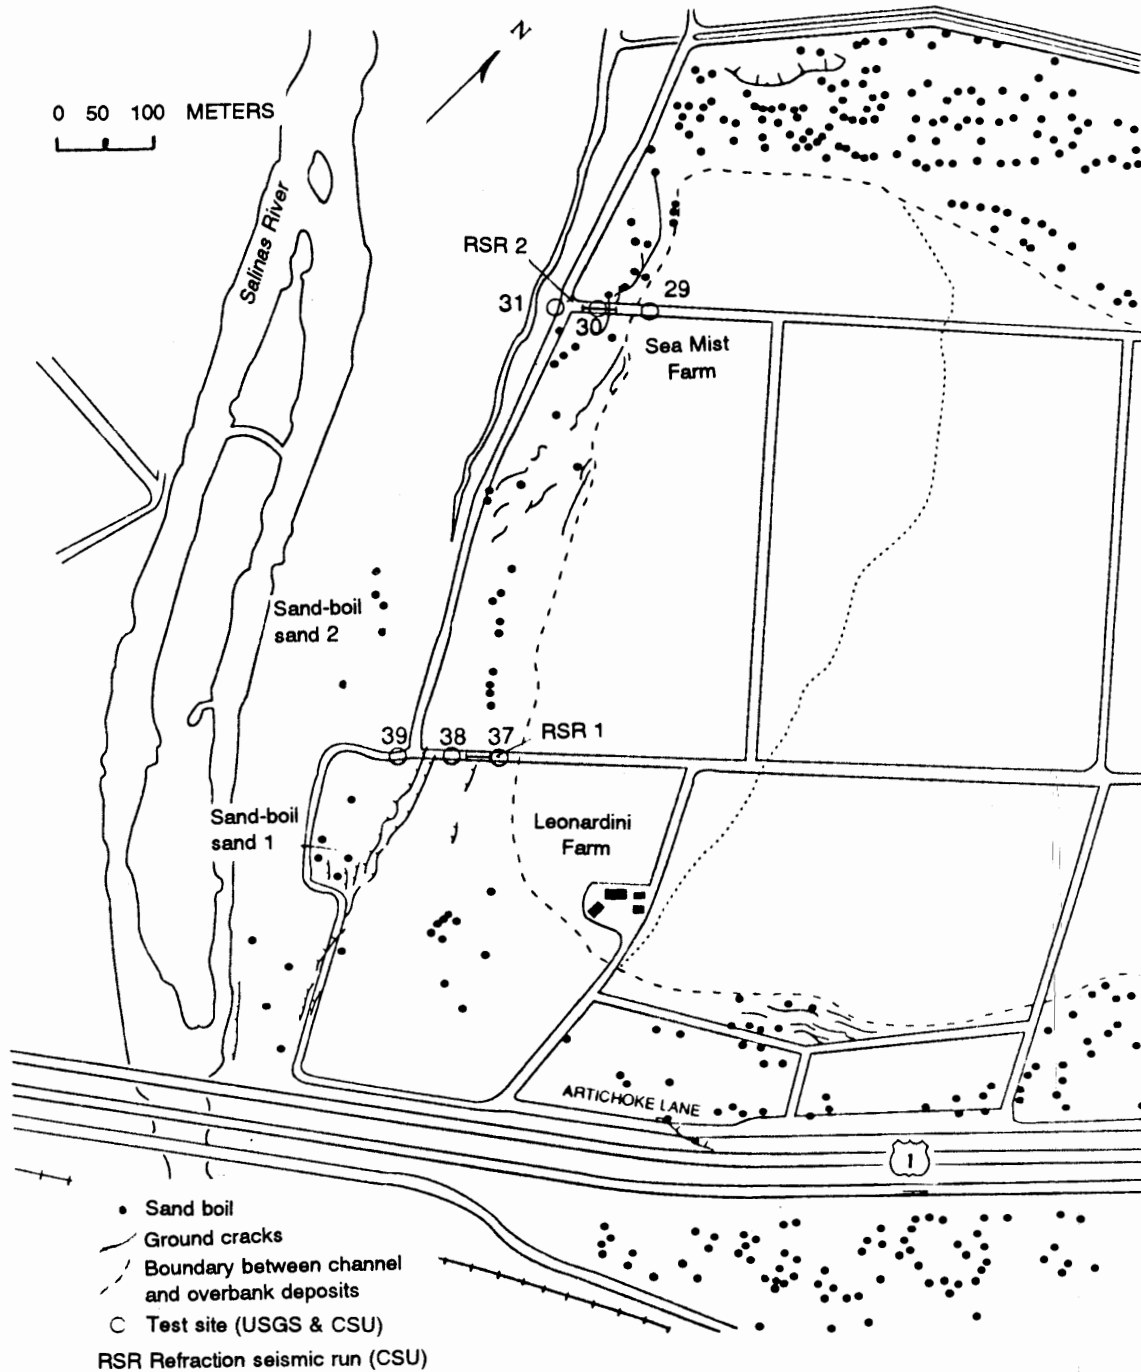 N
0 50 100 METERS
Salinas River
RSR 2
31
30
29
Sea Mist
Farm
Sand-boil
sand 2
39
38
37
RSR 1
Sand-boil
sand 1
Leonardini
Farm
ARTICHOKE LANE
1
Sand boil
Ground cracks
Boundary between channel
and overbank deposits
Test site (USGS & CSU)
RSR Refraction seismic run (CSU)